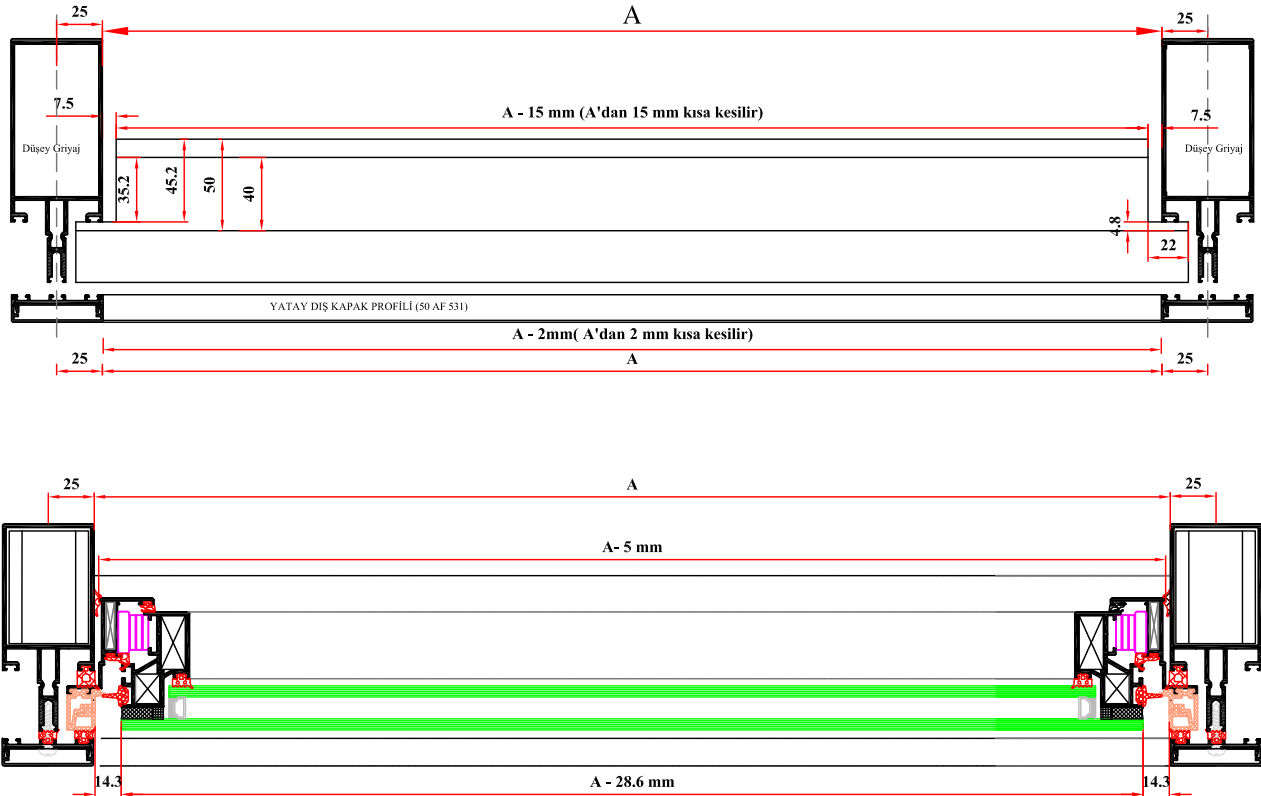 25
A
25
7.5
A - 15 mm (A'dan 15 mm kısa kesilir)
7.5
Düşey Griyaj
Düşey Griyaj
35.2
45.2
50
40
4.8
22
YATAY DIŞ KAPAK PROFİLİ (50 AF 531)
A - 2mm( A'dan 2 mm kısa kesilir)
25
A
25
25
A
25
A- 5 mm
14.3
A - 28.6 mm
14.3